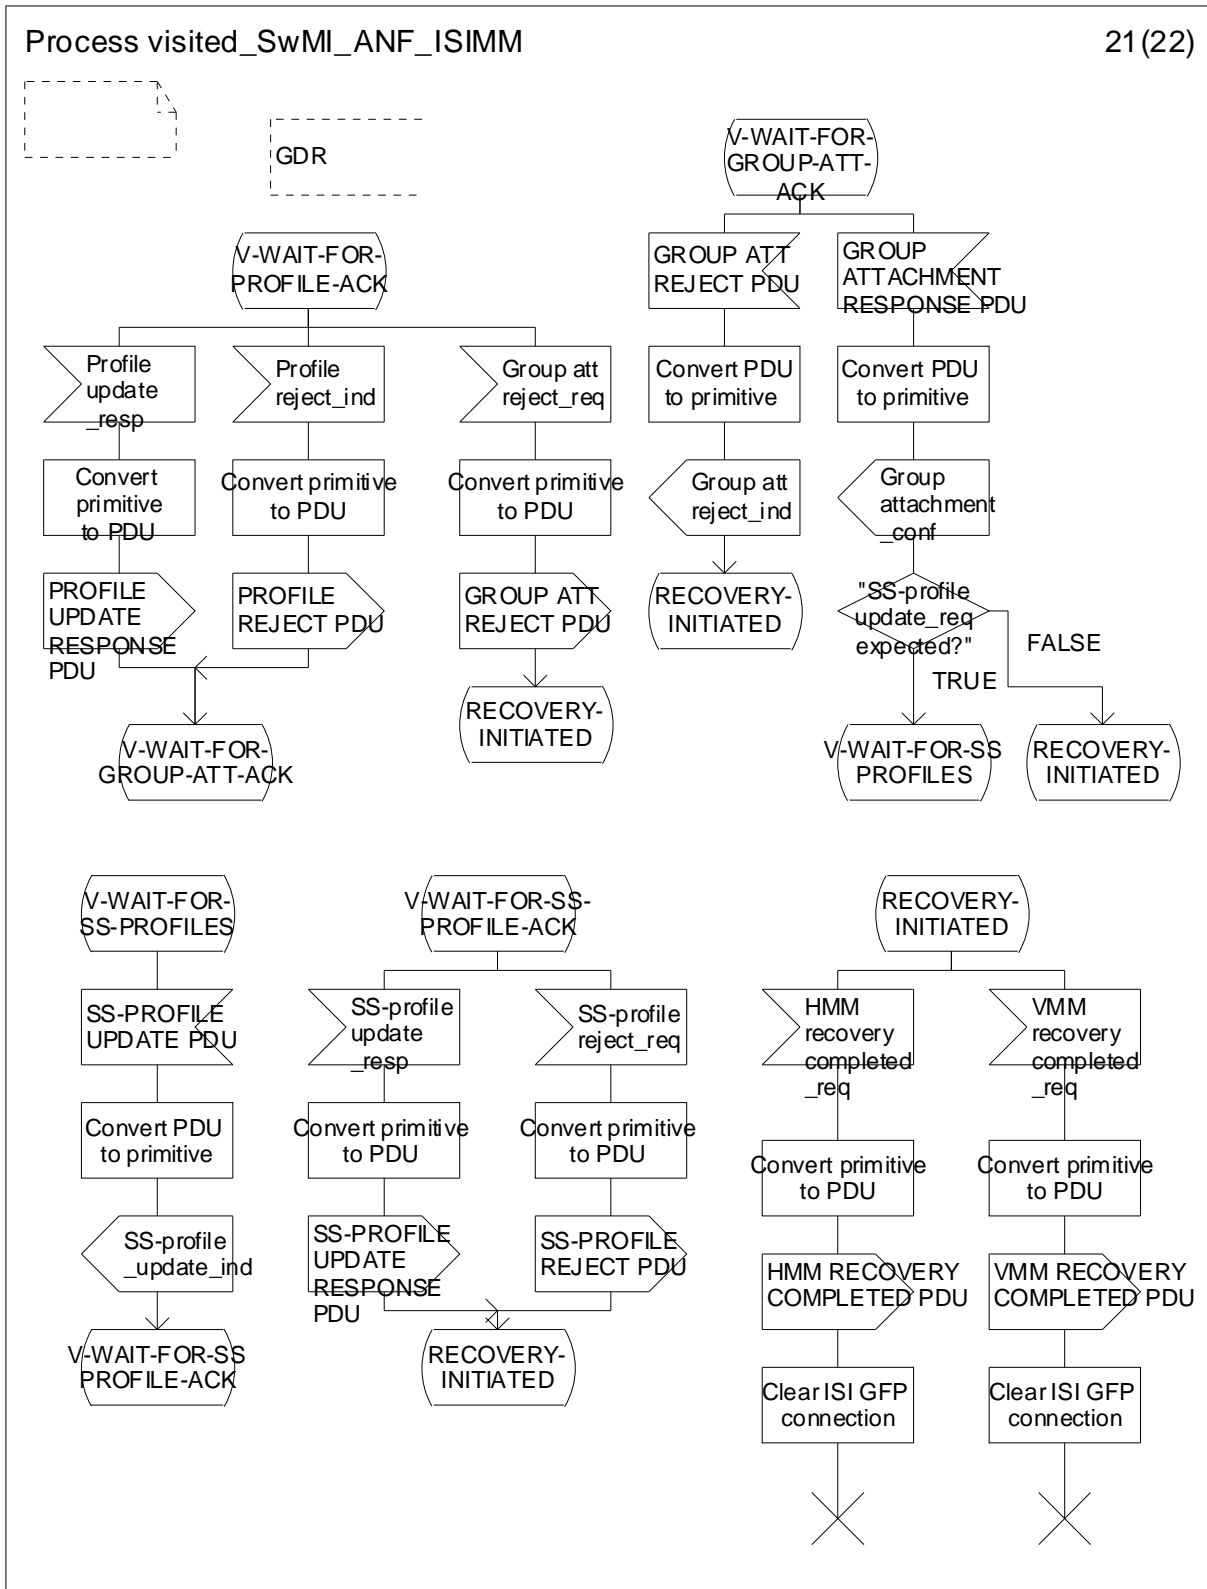 Process visited_SwMI_ANF_ISIMM
21(22)
GDR
V-WAIT-FOR-
GROUP-ATT-
ACK
V-WAIT-FOR-
PROFILE-ACK
GROUP ATT
REJECT PDU
GROUP
ATTACHMENT
RESPONSE PDU
Profile
update
_resp
Profile
reject_ind
Group att
reject_req
Convert PDU
to primitive
Convert PDU
to primitive
Convert
primitive
to PDU
Convert primitive
to PDU
Convert primitive
to PDU
Group att
reject_ind
Group
attachment
_conf
PROFILE
UPDATE
RESPONSE
PDU
PROFILE
REJECT PDU
GROUP ATT
REJECT PDU
RECOVERY-
INITIATED
"SS-profile
update_req
expected?"
FALSE
TRUE
V-WAIT-FOR-
GROUP-ATT-ACK
RECOVERY-
INITIATED
V-WAIT-FOR-SS
PROFILES
RECOVERY-
INITIATED
V-WAIT-FOR-
SS-PROFILES
V-WAIT-FOR-SS-
PROFILE-ACK
RECOVERY-
INITIATED
SS-PROFILE
UPDATE PDU
SS-profile
update
_resp
SS-profile
reject_req
HMM
recovery
completed
_req
VMM
recovery
completed
_req
Convert PDU
to primitive
Convert primitive
to PDU
Convert primitive
to PDU
Convert primitive
to PDU
Convert primitive
to PDU
SS-profile
_update_ind
SS-PROFILE
UPDATE
RESPONSE
PDU
SS-PROFILE
REJECT PDU
HMM RECOVERY
COMPLETED PDU
VMM RECOVERY
COMPLETED PDU
V-WAIT-FOR-SS
PROFILE-ACK
RECOVERY-
INITIATED
Clear ISI GFP
connection
Clear ISI GFP
connection